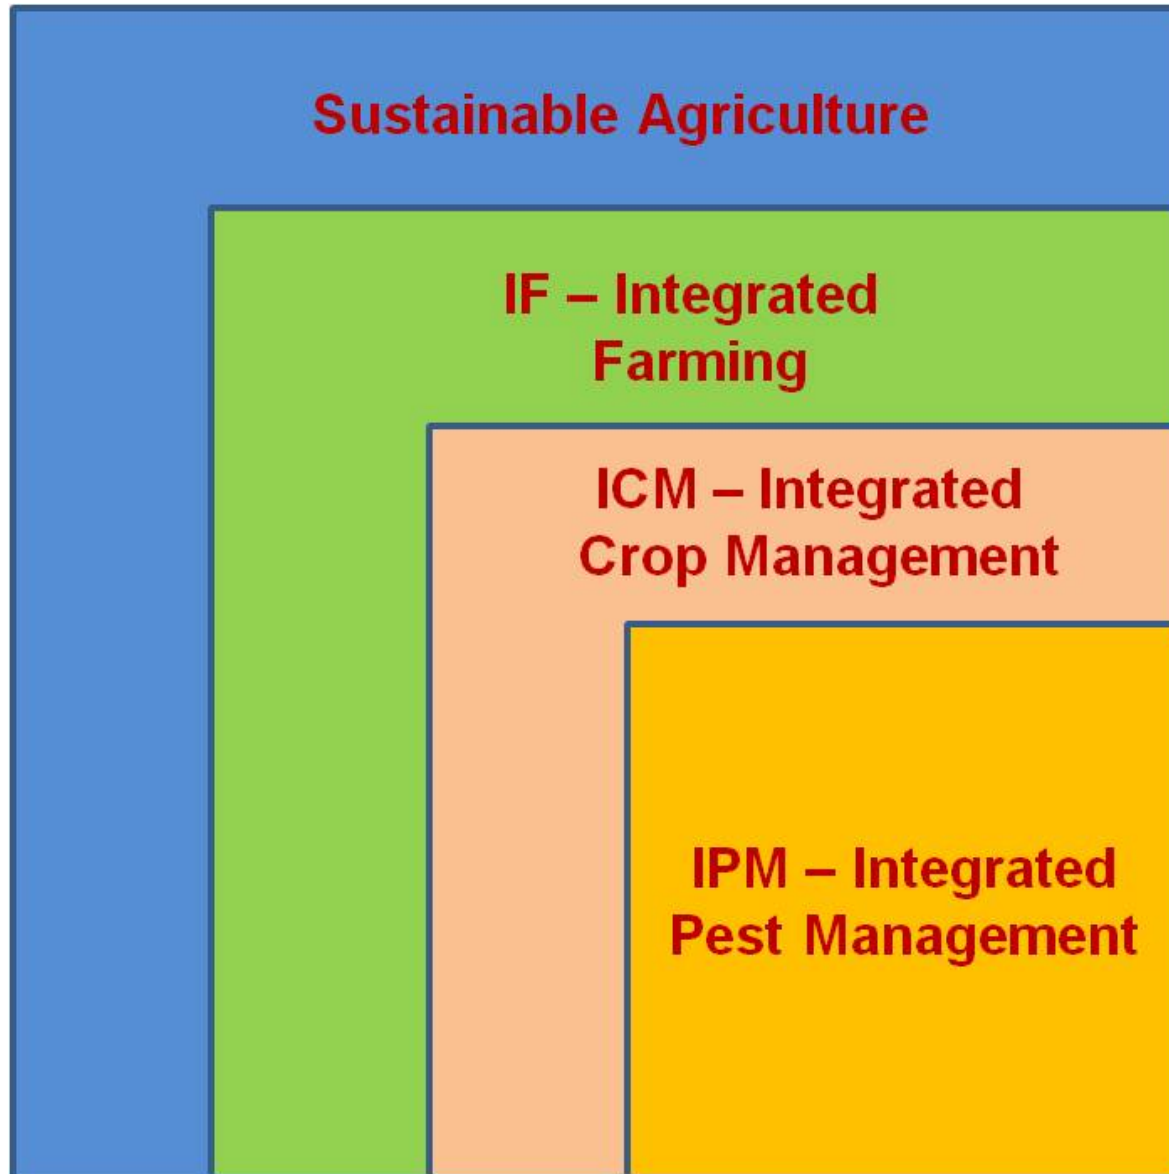 Sustainable Agriculture
IF – Integrated
Farming
ICM – Integrated
Crop Management
IPM – Integrated
Pest Management